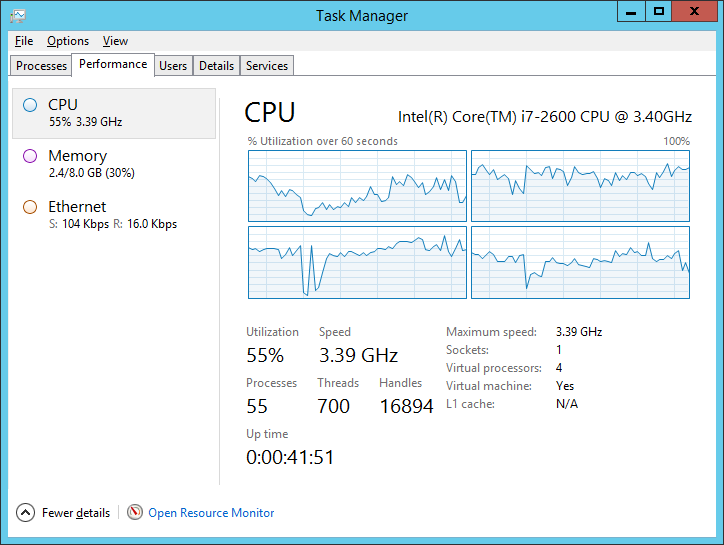 Task Manager
File Options View
Processes Performance Users Details Services
CPU
55% 3.39 GHz
Memory
2.4/8.0 GB (30%)
Ethernet
S: 104 Kbps R: 16.0 Kbps
CPU Intel(R) Core(TM) i7-2600 CPU @ 3.40GHz
% Utilization over 60 seconds 100%
Utilization Speed
55% 3.39 GHz
Processes Threads Handles
55 700 16894
Up time
0:00:41:51
Maximum speed: 3.39 GHz
Sockets: 1
Virtual processors: 4
Virtual machine: Yes
L1 cache: N/A
Fewer details Open Resource Monitor